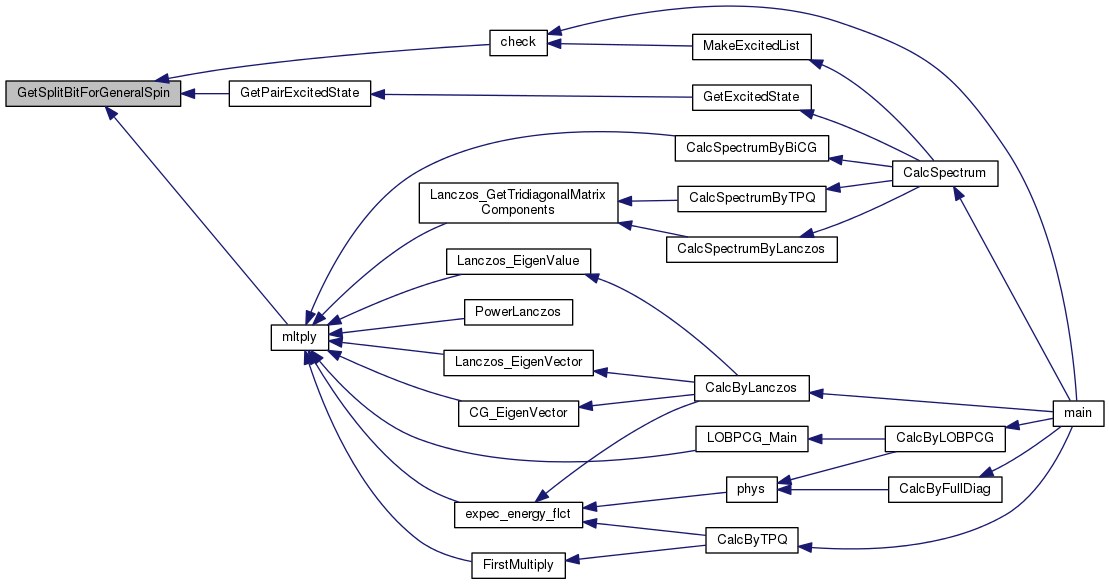 check
MakeExcitedList
GetSplitBitForGeneralSpin
GetPairExcitedState
GetExcitedState
CalcSpectrumByBiCG
CalcSpectrum
Lanczos_GetTridiagonalMatrix
Components
CalcSpectrumByTPQ
CalcSpectrumByLanczos
Lanczos_EigenValue
PowerLanczos
mltply
Lanczos_EigenVector
CalcByLanczos
CG_EigenVector
main
LOBPCG_Main
CalcByLOBPCG
phys
CalcByFullDiag
expec_energy_flct
CalcByTPQ
FirstMultiply